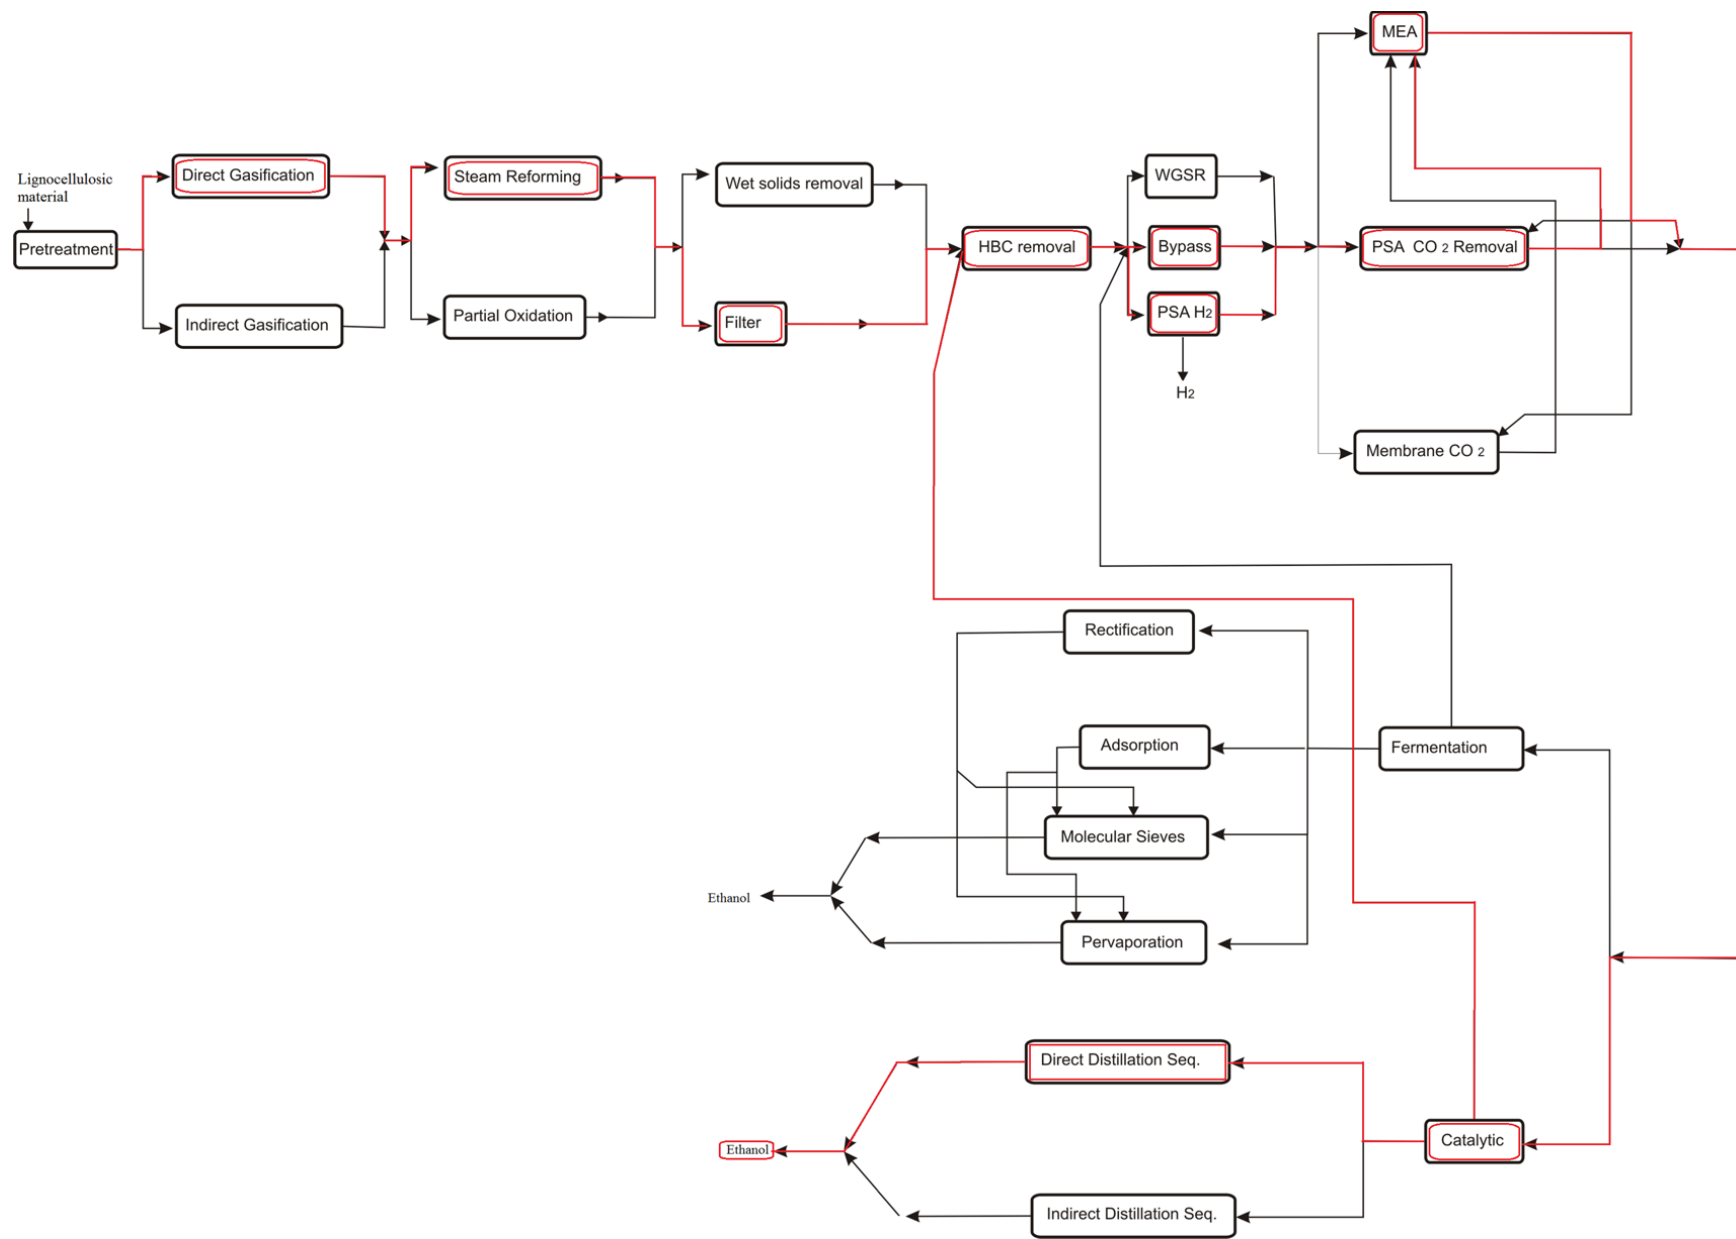 MEA
Lignocellulosic
material
Direct Gasification
Steam Reforming
Wet solids removal
WGSR
Pretreatment
HBC removal
Bypass
PSA CO 2 Removal
Indirect Gasification
Partial Oxidation
Filter
PSA H2
H2
Membrane CO 2
Rectification
Adsorption
Fermentation
Molecular Sieves
Ethanol
Pervaporation
Direct Distillation Seq.
Ethanol
Catalytic
Indirect Distillation Seq.